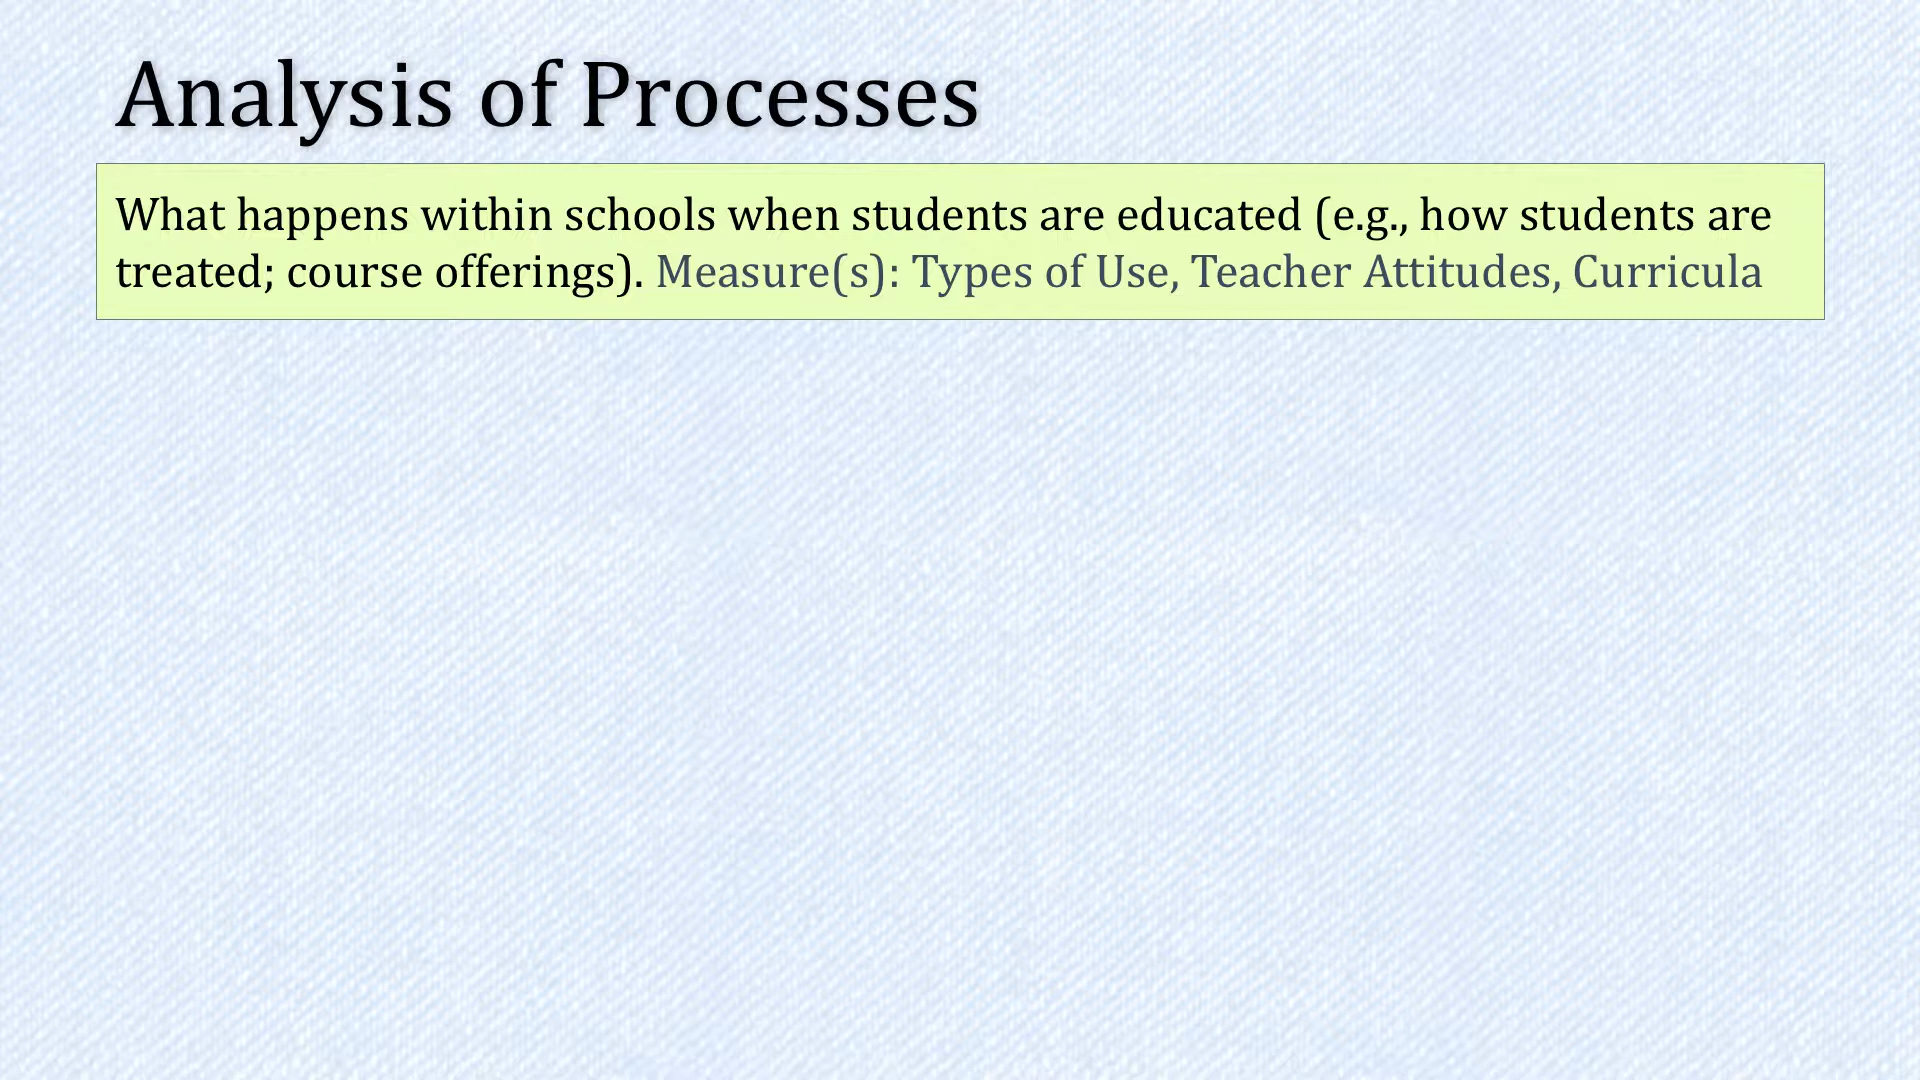 Analysis of Processes
What happens within schools when students are educated (e.g., how students are
treated; course offerings). Measure(s): Types of Use, Teacher Attitudes, Curricula